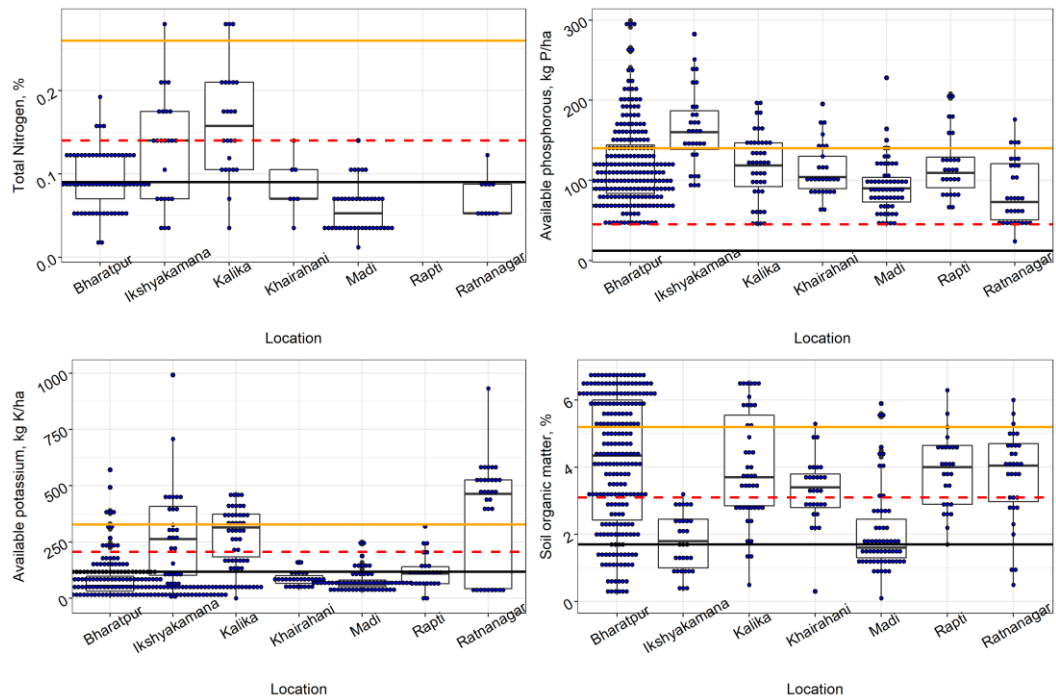 Total Nitrogen, %
0.2
0.1
0.0
Bharatpur
Ikshyakamana
Kalika
Khairahani
Madi
Rapti
Ratnanagar
Location
Available phosphorous, kg P/ha
300
200
100
0
Bharatpur
Ikshyakamana
Kalika
Khairahani
Madi
Rapti
Ratnanagar
Location
Available potassium, kg K/ha
1000
750
500
250
0
Bharatpur
Ikshyakamana
Kalika
Khairahani
Madi
Rapti
Ratnanagar
Location
Soil organic matter, %
6
4
2
0
Bharatpur
Ikshyakamana
Kalika
Khairahani
Madi
Rapti
Ratnanagar
Location